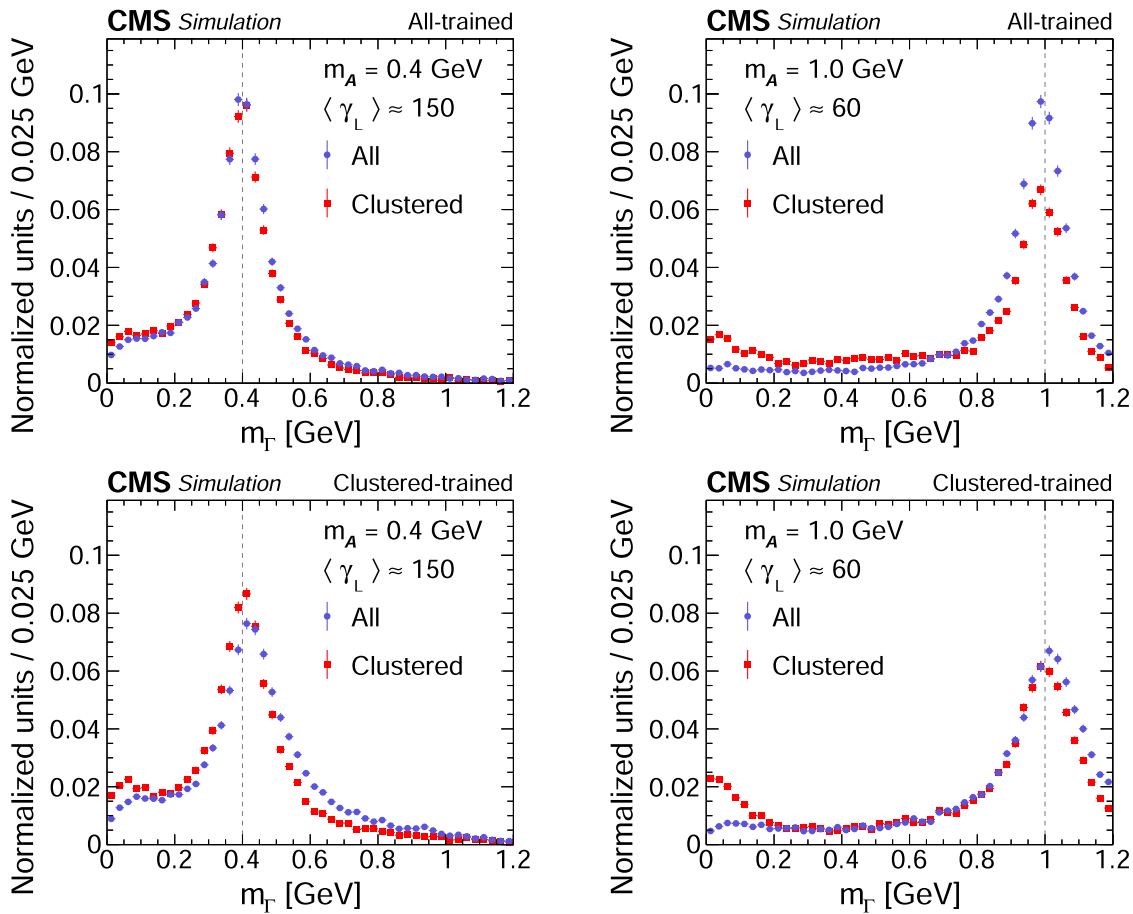 CMS Simulation All-trained
Normalized units / 0.025 GeV
m_A = 0.4 GeV
⟨ γ_L ⟩ ≈ 150
All
Clustered
0.1
0.08
0.06
0.04
0.02
0
0 0.2 0.4 0.6 0.8 1 1.2
m_Γ [GeV]
CMS Simulation All-trained
Normalized units / 0.025 GeV
m_A = 1.0 GeV
⟨ γ_L ⟩ ≈ 60
All
Clustered
0.1
0.08
0.06
0.04
0.02
0
0 0.2 0.4 0.6 0.8 1 1.2
m_Γ [GeV]
CMS Simulation Clustered-trained
Normalized units / 0.025 GeV
m_A = 0.4 GeV
⟨ γ_L ⟩ ≈ 150
All
Clustered
0.1
0.08
0.06
0.04
0.02
0
0 0.2 0.4 0.6 0.8 1 1.2
m_Γ [GeV]
CMS Simulation Clustered-trained
Normalized units / 0.025 GeV
m_A = 1.0 GeV
⟨ γ_L ⟩ ≈ 60
All
Clustered
0.1
0.08
0.06
0.04
0.02
0
0 0.2 0.4 0.6 0.8 1 1.2
m_Γ [GeV]